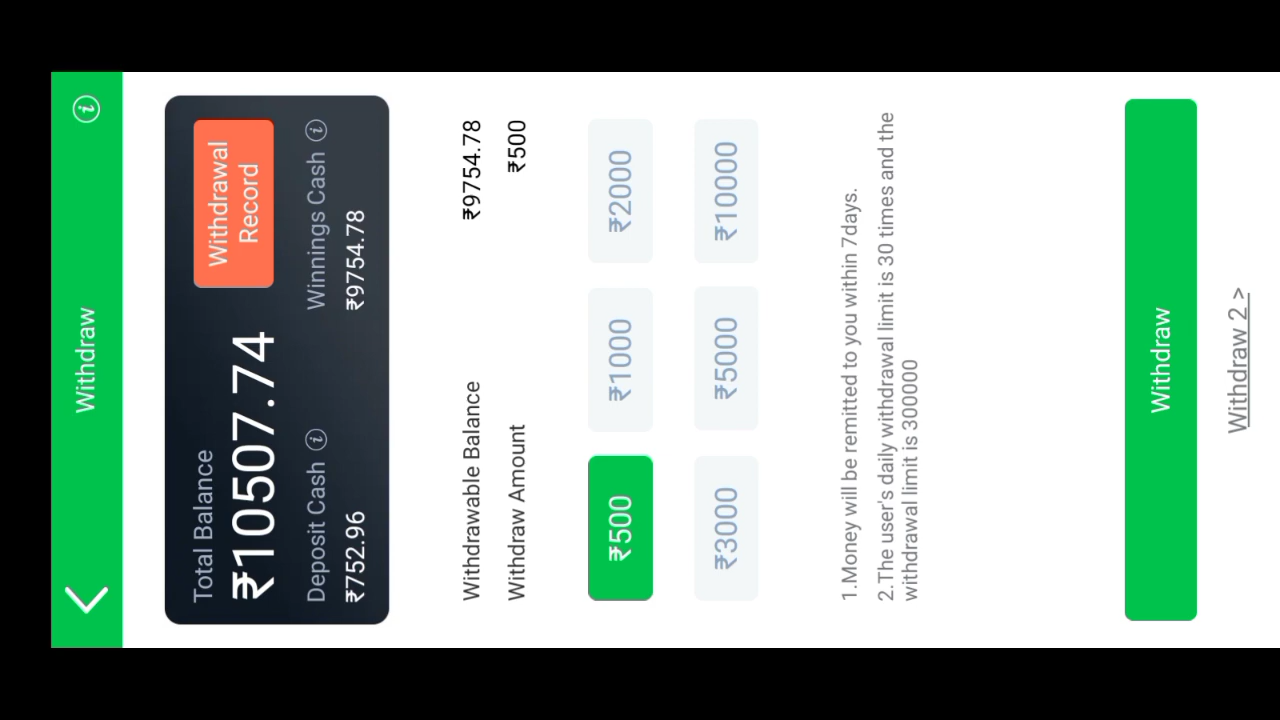 Withdraw
Total Balance
₹10507.74
Withdrawal
Record
Deposit Cash
Winnings Cash
₹752.96
₹9754.78
Withdrawable Balance
₹9754.78
Withdraw Amount
₹500
₹500
₹1000
₹2000
₹3000
₹5000
₹10000
1.Money will be remitted to you within 7days.
2.The user's daily withdrawal limit is 30 times and the
withdrawal limit is 300000
Withdraw
Withdraw 2 >